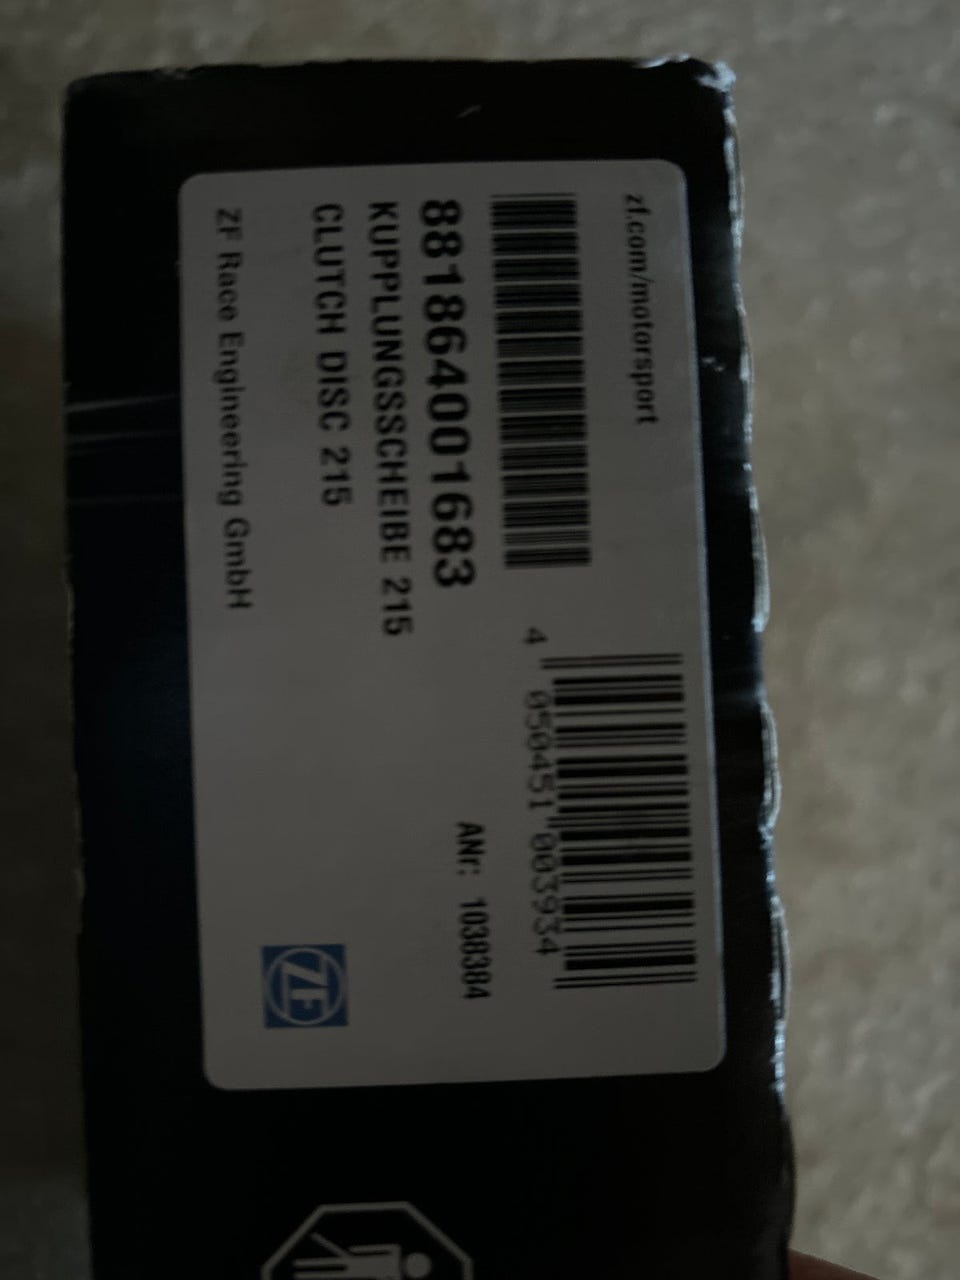 zf.com/motorsport
4 050451 003934
881864001683
ANr: 1038384
KUPPLUNGSSCHEIBE 215
CLUTCH DISC 215
ZF Race Engineering GmbH
ZF